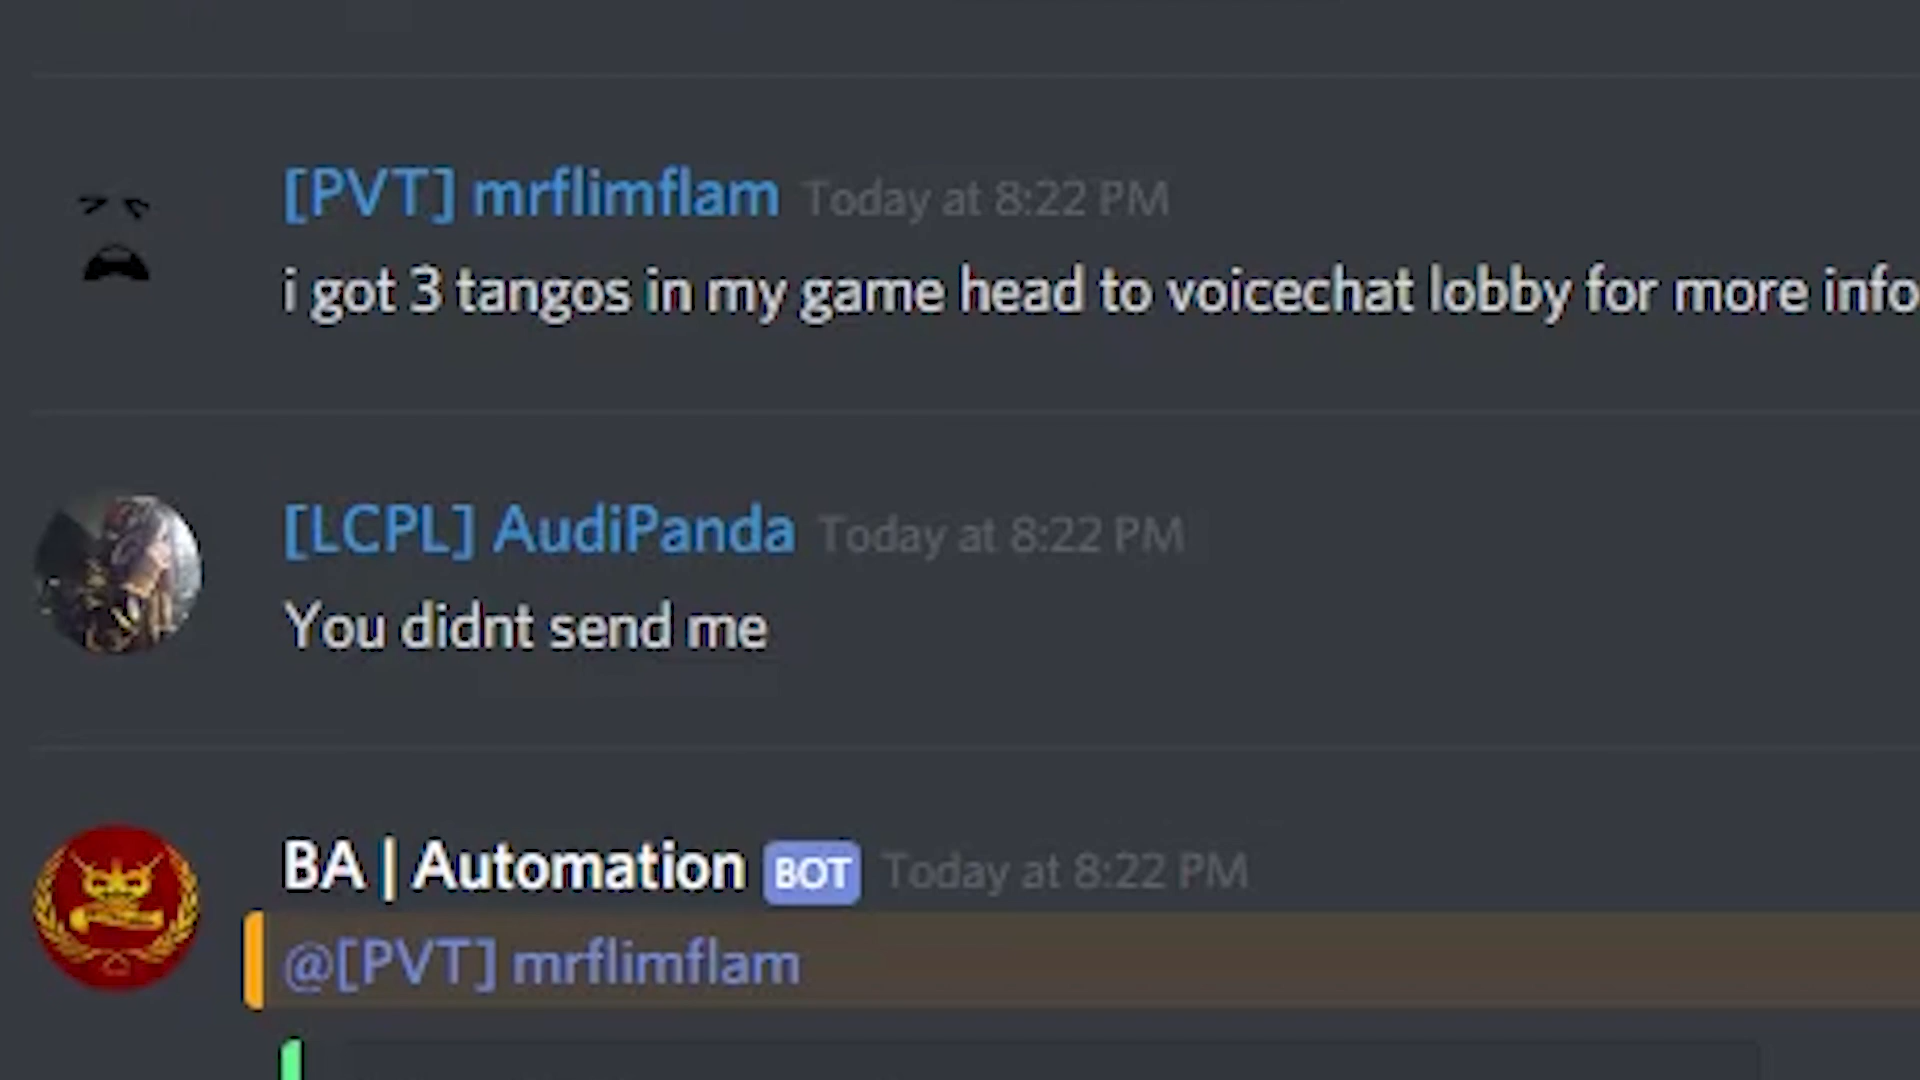 [PVT] mrflimflam Today at 8:22 PM
i got 3 tangos in my game head to voicechat lobby for more info
[LCPL] AudiPanda Today at 8:22 PM
You didnt send me
BA | Automation BOT Today at 8:22 PM
@[PVT] mrflimflam